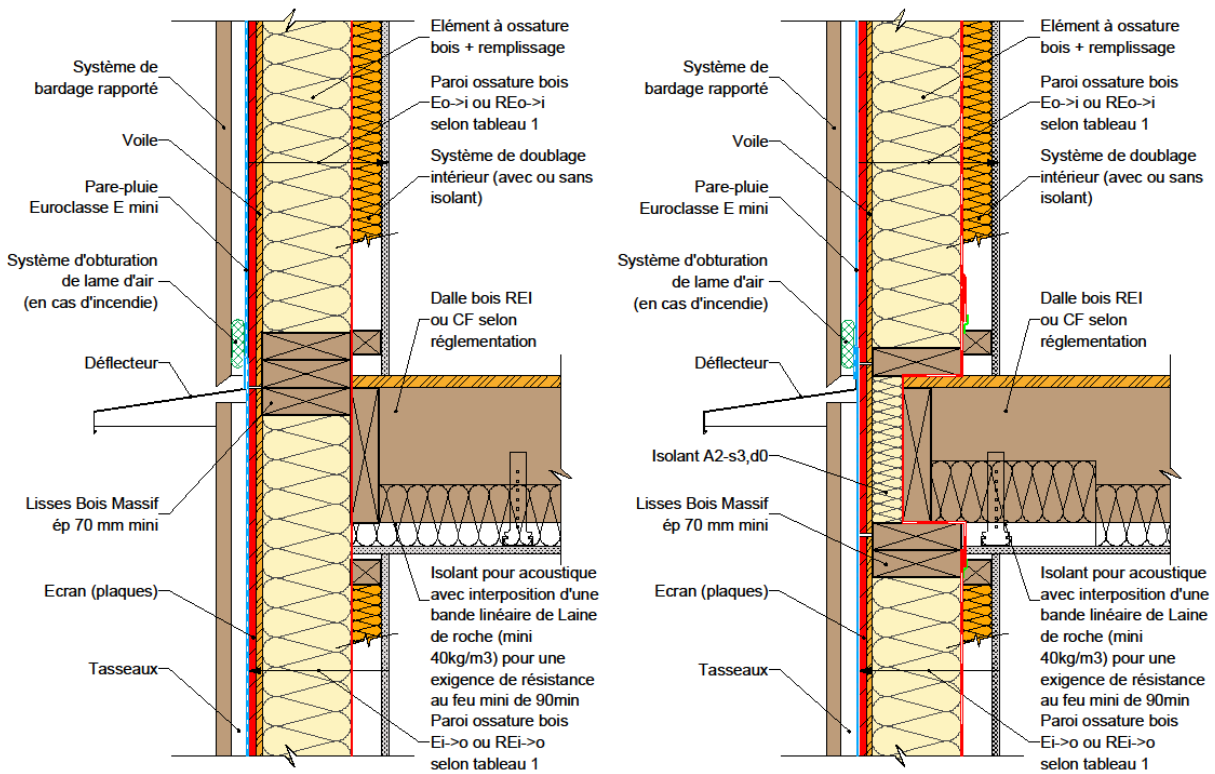 Système de
bardage rapporté
Voile
Pare-pluie
Euroclasse E mini
Système d'obturation
de lame d'air
(en cas d'incendie)
Déflecteur
Lisses Bois Massif
ép 70 mm mini
Ecran (plaques)
Tasseaux
Elément à ossature
bois + remplissage
Paroi ossature bois
Eo->i ou REo->i
selon tableau 1
Système de doublage
intérieur (avec ou sans
isolant)
Dalle bois REI
ou CF selon
réglementation
Isolant pour acoustique
avec interposition d'une
bande linéaire de Laine
de roche (mini
40kg/m3) pour une
exigence de résistance
au feu mini de 90min
Paroi ossature bois
Ei->o ou REi->o
selon tableau 1
Système de
bardage rapporté
Voile
Pare-pluie
Euroclasse E mini
Système d'obturation
de lame d'air
(en cas d'incendie)
Déflecteur
Isolant A2-s3,d0
Lisses Bois Massif
ép 70 mm mini
Ecran (plaques)
Tasseaux
Elément à ossature
bois + remplissage
Paroi ossature bois
Eo->i ou REo->i
selon tableau 1
Système de doublage
intérieur (avec ou sans
isolant)
Dalle bois REI
ou CF selon
réglementation
Isolant pour acoustique
avec interposition d'une
bande linéaire de Laine
de roche (mini
40kg/m3) pour une
exigence de résistance
au feu mini de 90min
Paroi ossature bois
Ei->o ou REi->o
selon tableau 1